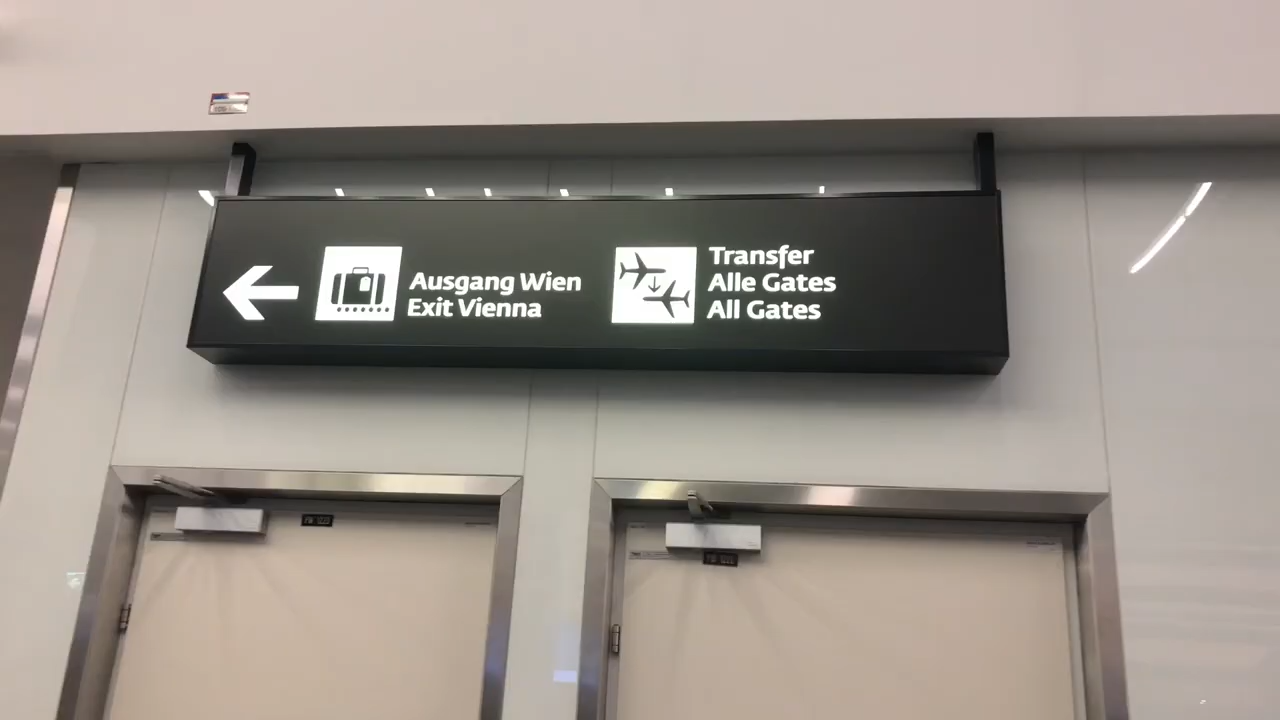 Ausgang Wien
Exit Vienna
Transfer
Alle Gates
All Gates